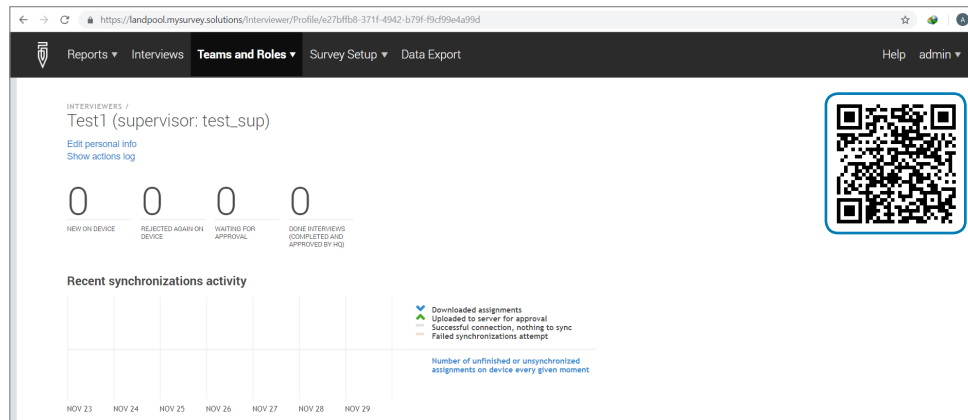 https://landpool.mysurvey.solutions/Interviewer/Profile/e27bffb8-371f-4942-b79f-f9cf99e4a99d
A
Reports ▾ Interviews Teams and Roles ▾ Survey Setup ▾ Data Export Help admin ▾
INTERVIEWERS /
Test1 (supervisor: test_sup)
Edit personal info
Show actions log
0 0 0 0
NEW ON DEVICE REJECTED AGAIN ON WAITING FOR DONE INTERVIEWS
DEVICE APPROVAL (COMPLETED AND
APPROVED BY HQ)
Recent synchronizations activity
Downloaded assignments
Uploaded to server for approval
Successful connection, nothing to sync
Failed synchronizations attempt
Number of unfinished or unsynchronized
assignments on device every given moment
NOV 23 NOV 24 NOV 25 NOV 26 NOV 27 NOV 28 NOV 29